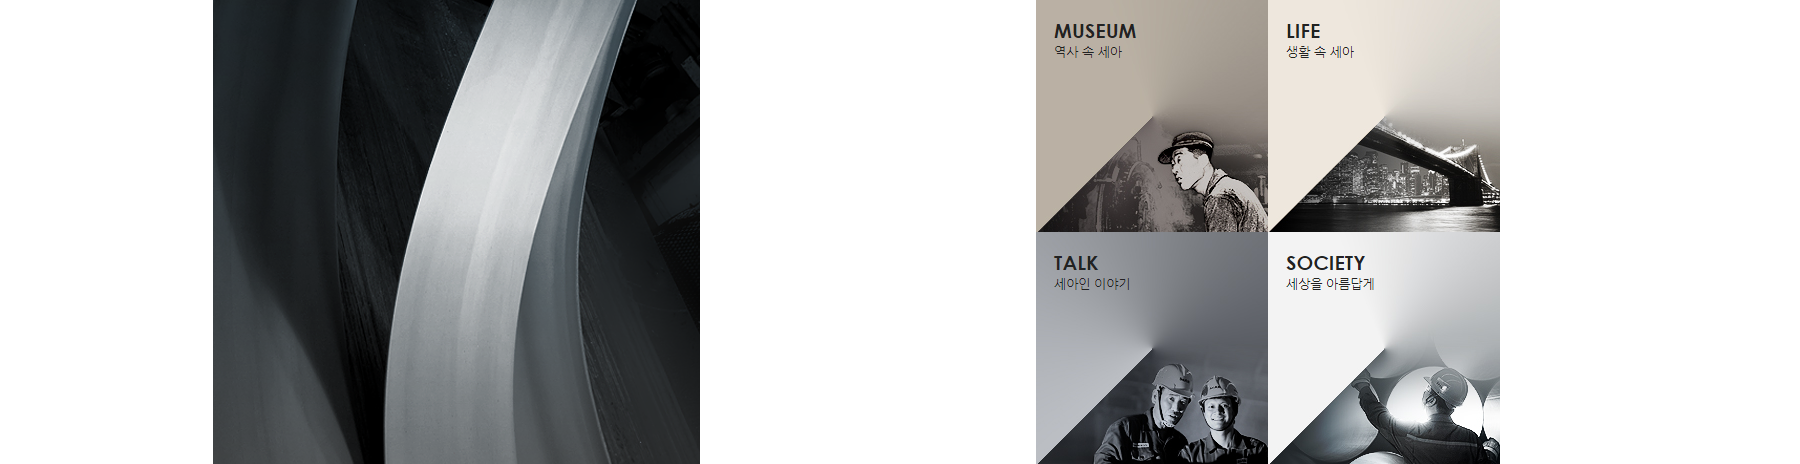 MUSEUM
역사 속 세아
LIFE
생활 속 세아
TALK
세아인 이야기
SOCIETY
세상을 아름답게